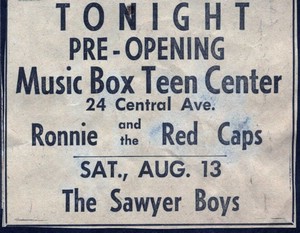 TONIGHT
PRE-OPENING
Music Box Teen Center
24 Central Ave.
Ronnie and the Red Caps
SAT., AUG. 13
The Sawyer Boys